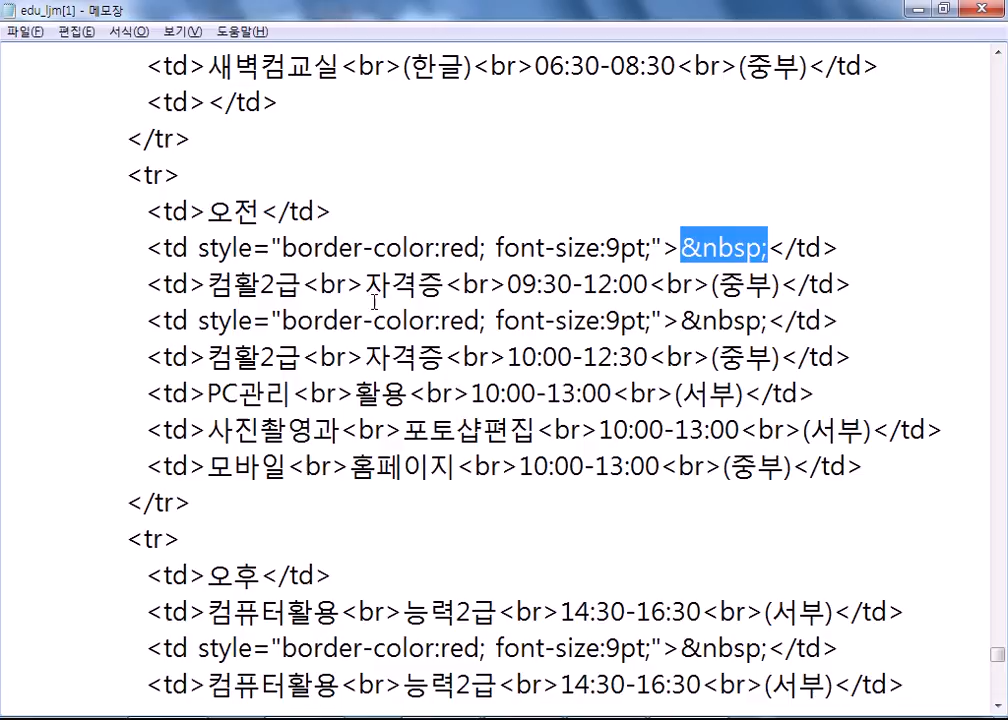 edu_ljm[1] - 메모장
파일(F) 편집(E) 서식(O) 보기(V) 도움말(H)
<td>새벽컴교실<br>(한글)<br>06:30-08:30<br>(중부)</td>
<td></td>
</tr>
<tr>
<td>오전</td>
<td style="border-color:red; font-size:9pt;">&nbsp;</td>
<td>컴활2급<br>자격증<br>09:30-12:00<br>(중부)</td>
<td style="border-color:red; font-size:9pt;">&nbsp;</td>
<td>컴활2급<br>자격증<br>10:00-12:30<br>(중부)</td>
<td>PC관리<br>활용<br>10:00-13:00<br>(서부)</td>
<td>사진촬영과<br>포토샵편집<br>10:00-13:00<br>(서부)</td>
<td>모바일<br>홈페이지<br>10:00-13:00<br>(중부)</td>
</tr>
<tr>
<td>오후</td>
<td>컴퓨터활용<br>능력2급<br>14:30-16:30<br>(서부)</td>
<td style="border-color:red; font-size:9pt;">&nbsp;</td>
<td>컴퓨터활용<br>능력2급<br>14:30-16:30<br>(서부)</td>